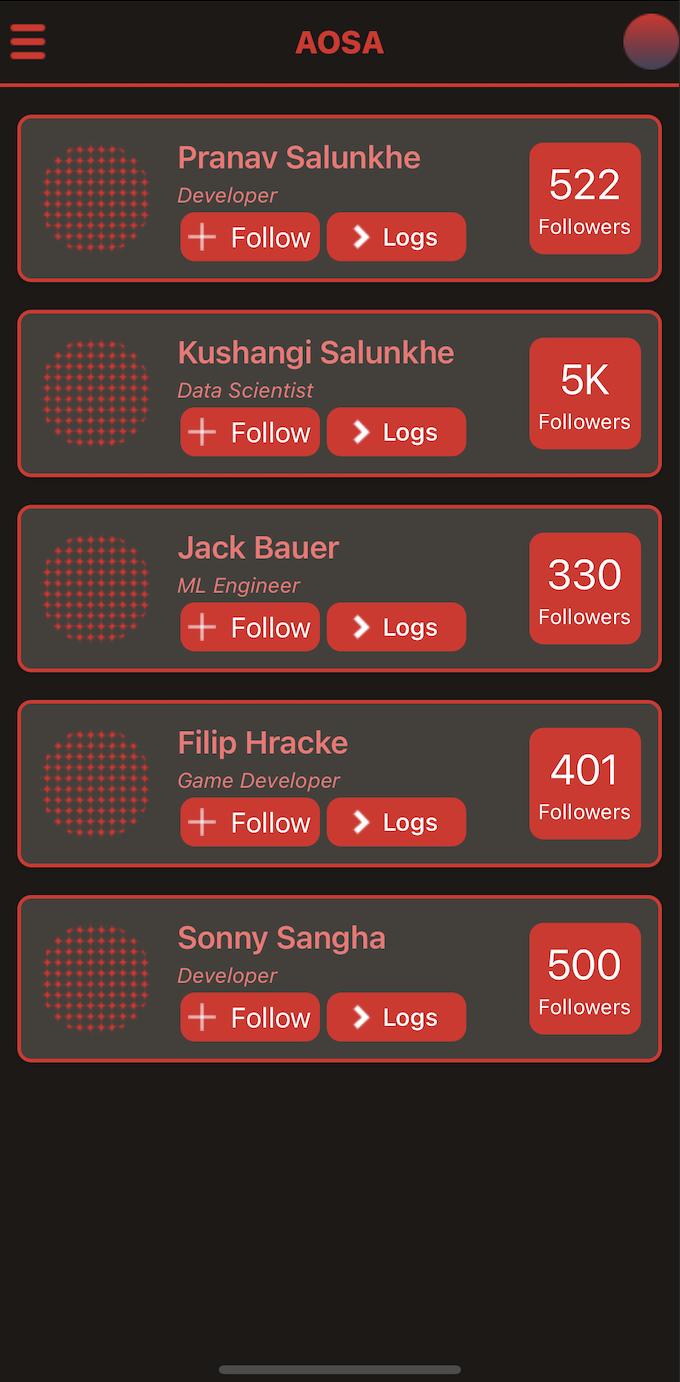 AOSA
Pranav Salunkhe
Developer
Follow
Logs
522
Followers
Kushangi Salunkhe
Data Scientist
Follow
Logs
5K
Followers
Jack Bauer
ML Engineer
Follow
Logs
330
Followers
Filip Hracke
Game Developer
Follow
Logs
401
Followers
Sonny Sangha
Developer
Follow
Logs
500
Followers